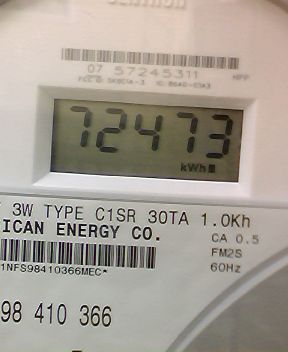 07 57245311
HPP
72473
kWh
3W TYPE C1SR 30TA 1.0Kh
ICAN ENERGY CO.
CA 0.5
FM2S
60Hz
1NFS98410366MEC*
98 410 366